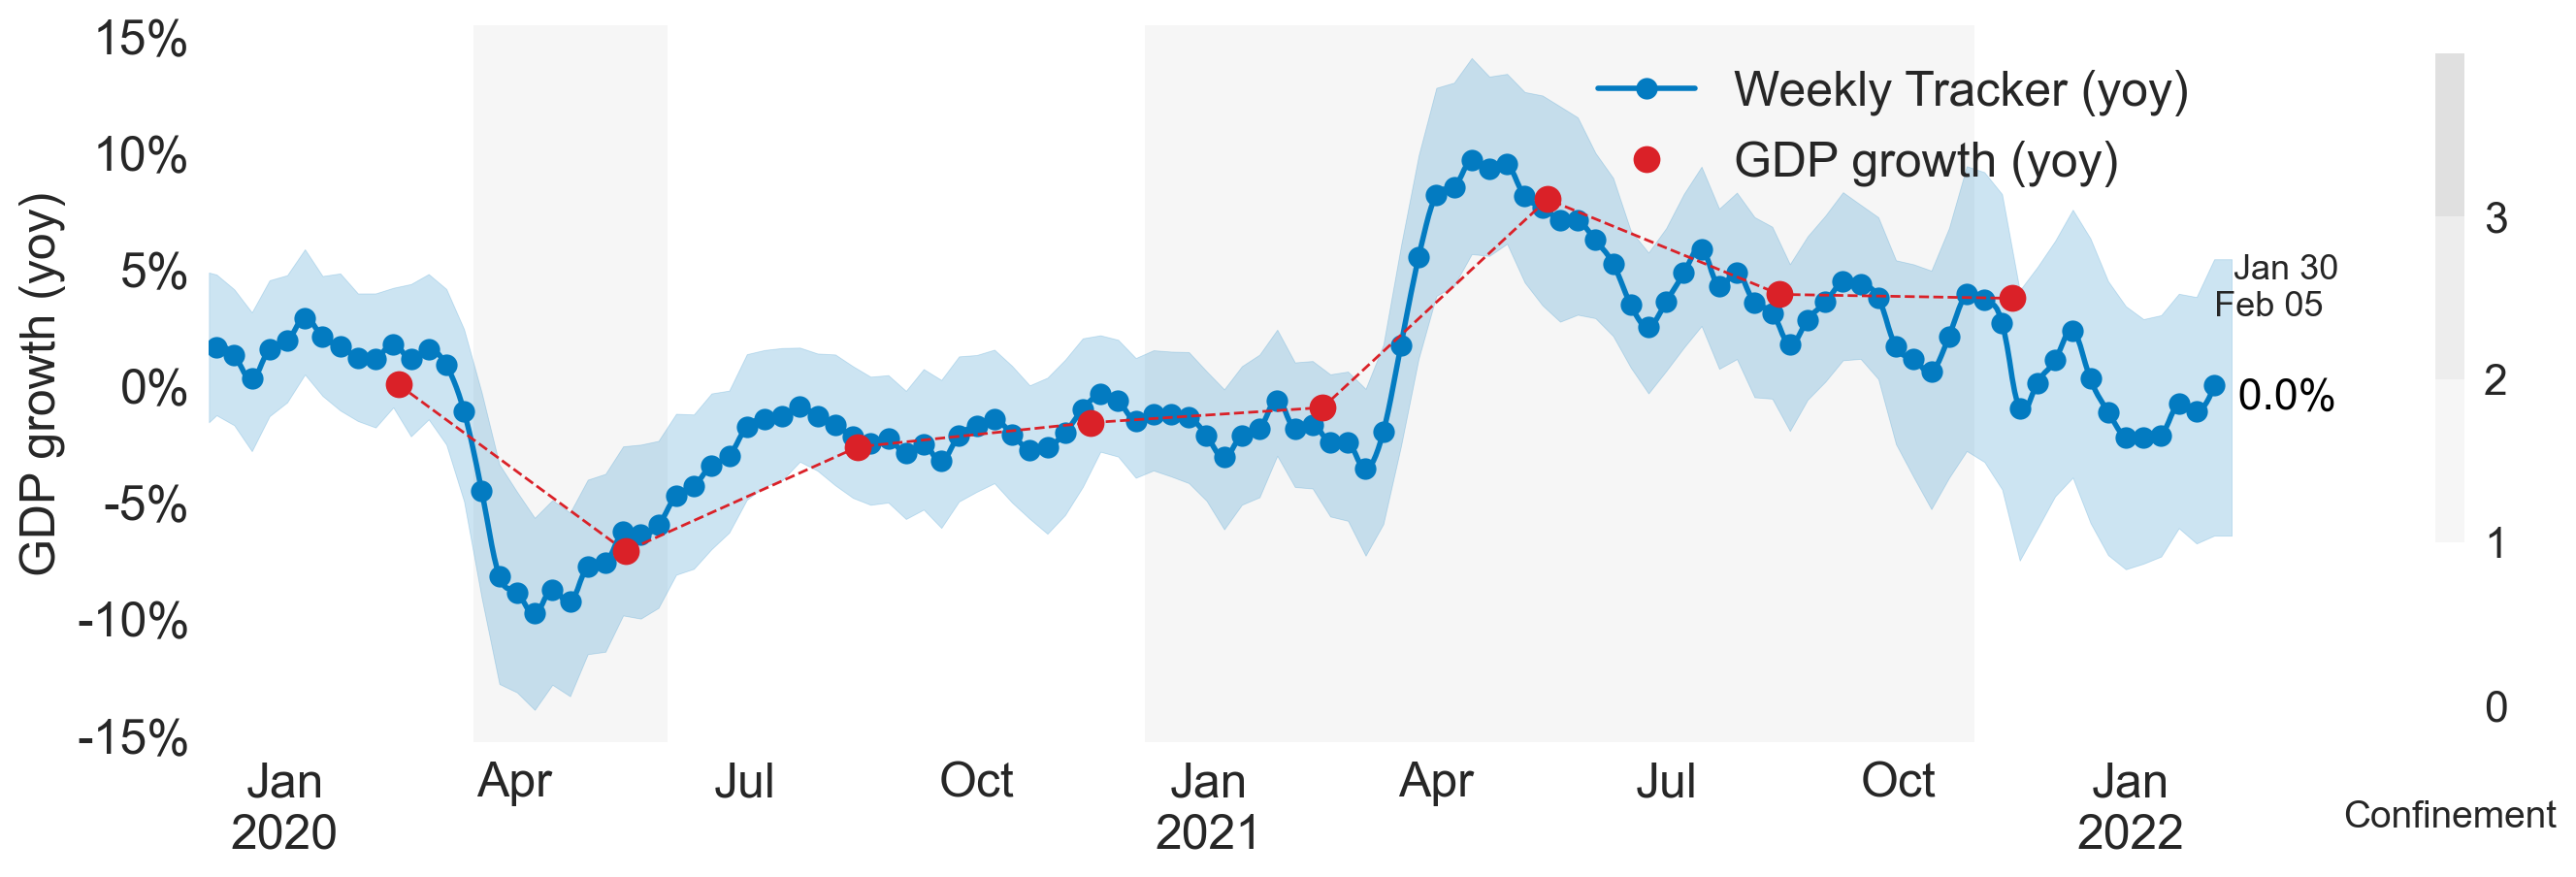 15%
10%
5%
0%
-5%
-10%
-15%
GDP growth (yoy)
Weekly Tracker (yoy)
GDP growth (yoy)
Jan 30
Feb 05
0.0%
3
2
1
0
Confinement
Jan
2020
Apr
Jul
Oct
Jan
2021
Apr
Jul
Oct
Jan
2022